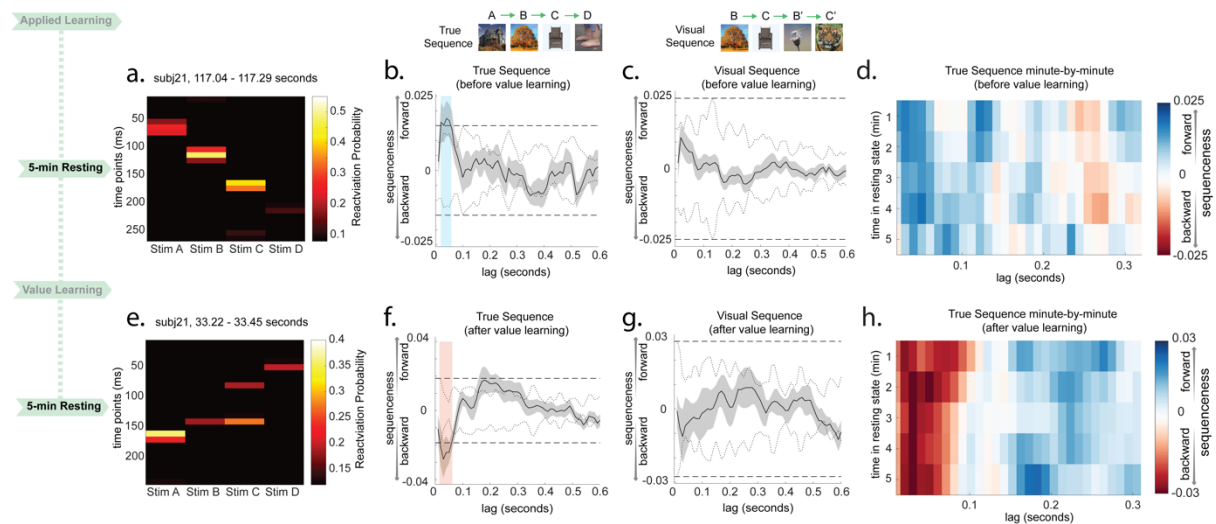 Applied Learning
5-min Resting
Value Learning
5-min Resting
True
Sequence
A B C D
Visual
Sequence
B C B' C'
a.
subj21, 117.04 - 117.29 seconds
time points (ms)
50
100
150
200
250
Stim A Stim B Stim C Stim D
0.5
0.4
0.3
0.2
0.1
Reactviation Probability
b.
True Sequence
(before value learning)
0.025
0
-0.025
backward sequenceness forward
0 0.1 0.2 0.3 0.4 0.5 0.6
lag (seconds)
c.
Visual Sequence
(before value learning)
0.025
0
-0.025
backward sequenceness forward
0 0.1 0.2 0.3 0.4 0.5 0.6
lag (seconds)
d.
True Sequence minute-by-minute
(before value learning)
time in resting state (min)
1
2
3
4
5
0.1 0.2 0.3
lag (seconds)
0.025
0
-0.025
backward sequenceness forward
e.
subj21, 33.22 - 33.45 seconds
time points (ms)
50
100
150
200
Stim A Stim B Stim C Stim D
0.4
0.35
0.3
0.25
0.2
0.15
Reactviation Probability
f.
True Sequence
(after value learning)
0.04
0
-0.04
backward sequenceness forward
0 0.1 0.2 0.3 0.4 0.5 0.6
lag (seconds)
g.
Visual Sequence
(after value learning)
0.03
0
-0.03
backward sequenceness forward
0 0.1 0.2 0.3 0.4 0.5 0.6
lag (seconds)
h.
True Sequence minute-by-minute
(after value learning)
time in resting state (min)
1
2
3
4
5
0.1 0.2 0.3
lag (seconds)
0.03
0
-0.03
backward sequenceness forward